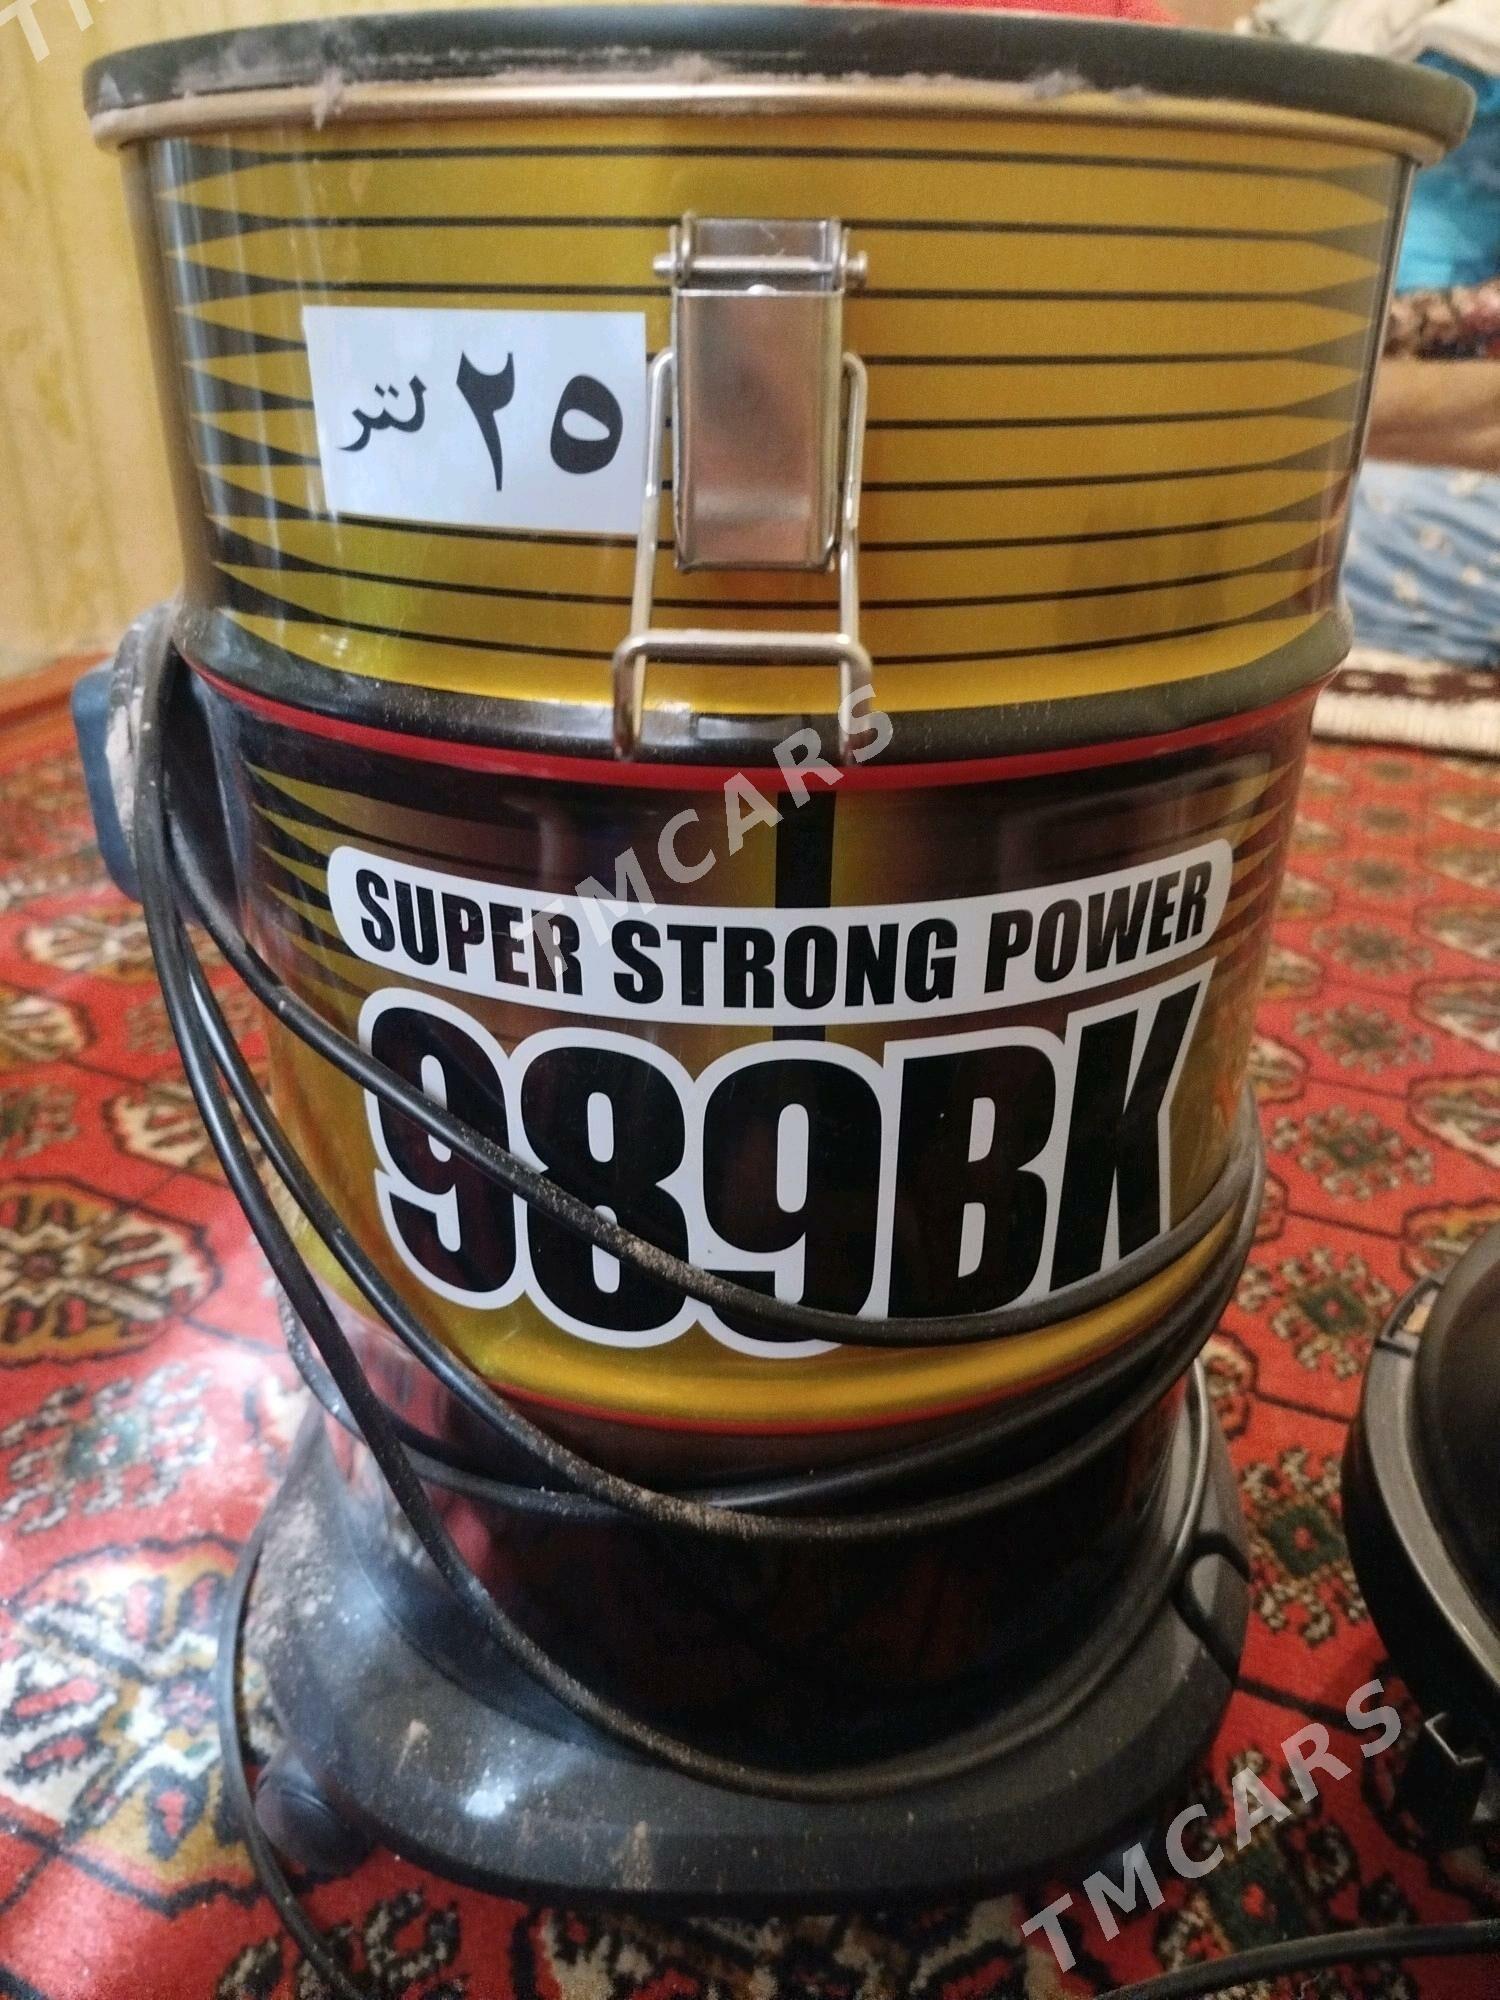 ٢٥ لتر
SUPER STRONG POWER
989BK
TMCARS
TMCARS